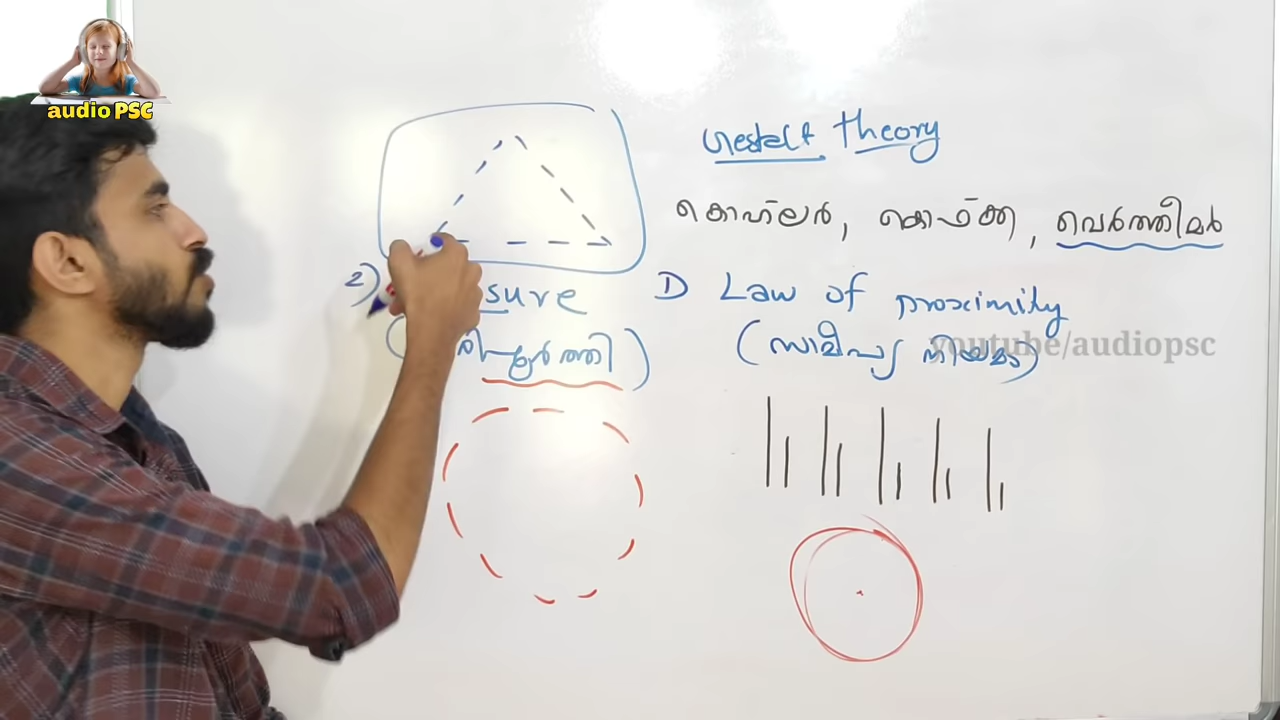 audio PSC
Gestalt Theory
കൊഹ്ലർ, കൊഫ്ക്ക, വെർത്തീമർ
2) sure
1) Law of proximity
(സാമീപ്യ നിയമം)
youtube/audiopsc